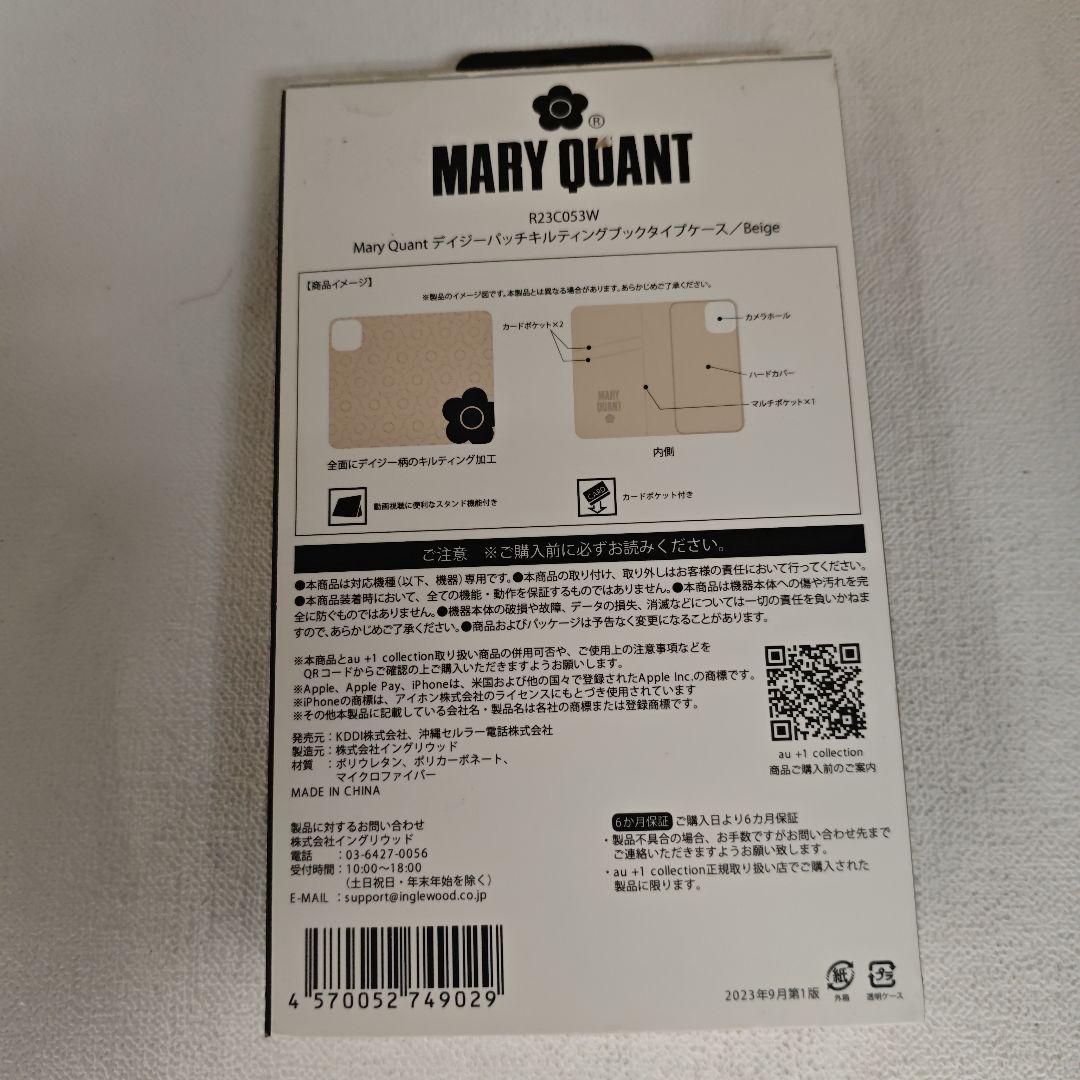 ®
MARY QUANT
R23C053W
Mary Quant デイジーパッチキルティングブックタイプケース／Beige
【商品イメージ】
※製品のイメージ図です。本製品とは異なる場合があります。あらかじめご了承ください。
カードポケット×2
カメラホール
ハードカバー
マルチポケット×1
MARY
QUANT
全面にデイジー柄のキルティング加工
内側
動画視聴に便利なスタンド機能付き
CARD
カードポケット付き
ご注意　※ご購入前に必ずお読みください。
●本商品は対応機種（以下、機器）専用です。●本商品の取り付け、取り外しはお客様の責任において行ってください。
●本商品装着時において、全ての機能・動作を保証するものではありません。●本商品は機器本体への傷や汚れを完
全に防ぐものではありません。●機器本体の破損や故障、データの損失、消滅などについては一切の責任を負いかねま
すので、あらかじめご了承ください。●商品およびパッケージは予告なく変更になることがあります。
※本商品とau +1 collection取り扱い商品の併用可否や、ご使用上の注意事項などを
QRコードからご確認の上ご購入いただきますようお願いします。
※Apple、Apple Pay、iPhoneは、米国および他の国々で登録されたApple Inc.の商標です。
※iPhoneの商標は、アイホン株式会社のライセンスにもとづき使用されています
※その他本製品に記載している会社名・製品名は各社の商標または登録商標です。
発売元：KDDI株式会社、沖縄セルラー電話株式会社
製造元：株式会社イングリウッド
材質　：ポリウレタン、ポリカーボネート、
マイクロファイバー
MADE IN CHINA
au +1 collection
商品ご購入前のご案内
製品に対するお問い合わせ
株式会社イングリウッド
電話　　：03-6427-0056
受付時間：10:00〜18:00
（土日祝日・年末年始を除く）
E-MAIL　：support@inglewood.co.jp
6か月保証 ご購入日より6カ月保証
・製品不具合の場合、お手数ですがお問い合わせ先まで
ご連絡いただきますようお願い致します。
・au +1 collection正規取り扱い店でご購入された
製品に限ります。
4 570052 749029
2023年9月第1版
紙
外箱
プラ
透明ケース